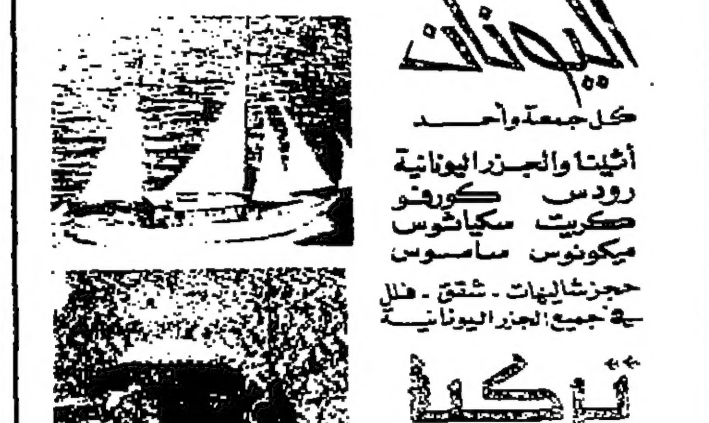 اليونان
كل جمعة وأحد
أثينا والجزر اليونانية
رودس كورفو
كريت سكياثوس
ميكونوس ساموس
حجز شاليهات - شقق - فلل
في جميع الجزر اليونانية
تركيا